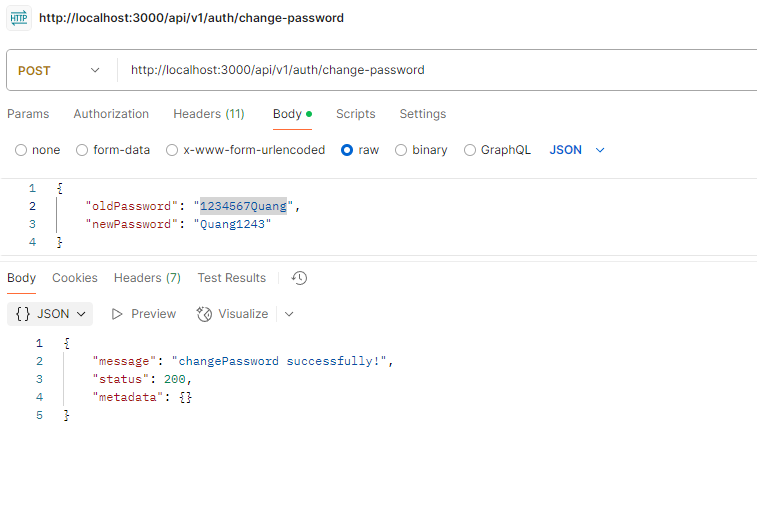 HTTP http://localhost:3000/api/v1/auth/change-password
POST http://localhost:3000/api/v1/auth/change-password
Params Authorization Headers (11) Body Scripts Settings
none form-data x-www-form-urlencoded raw binary GraphQL JSON
1 {
2 "oldPassword": "1234567Quang",
3 "newPassword": "Quang1243"
4 }
Body Cookies Headers (7) Test Results
{} JSON Preview Visualize
1 {
2 "message": "changePassword successfully!",
3 "status": 200,
4 "metadata": {}
5 }